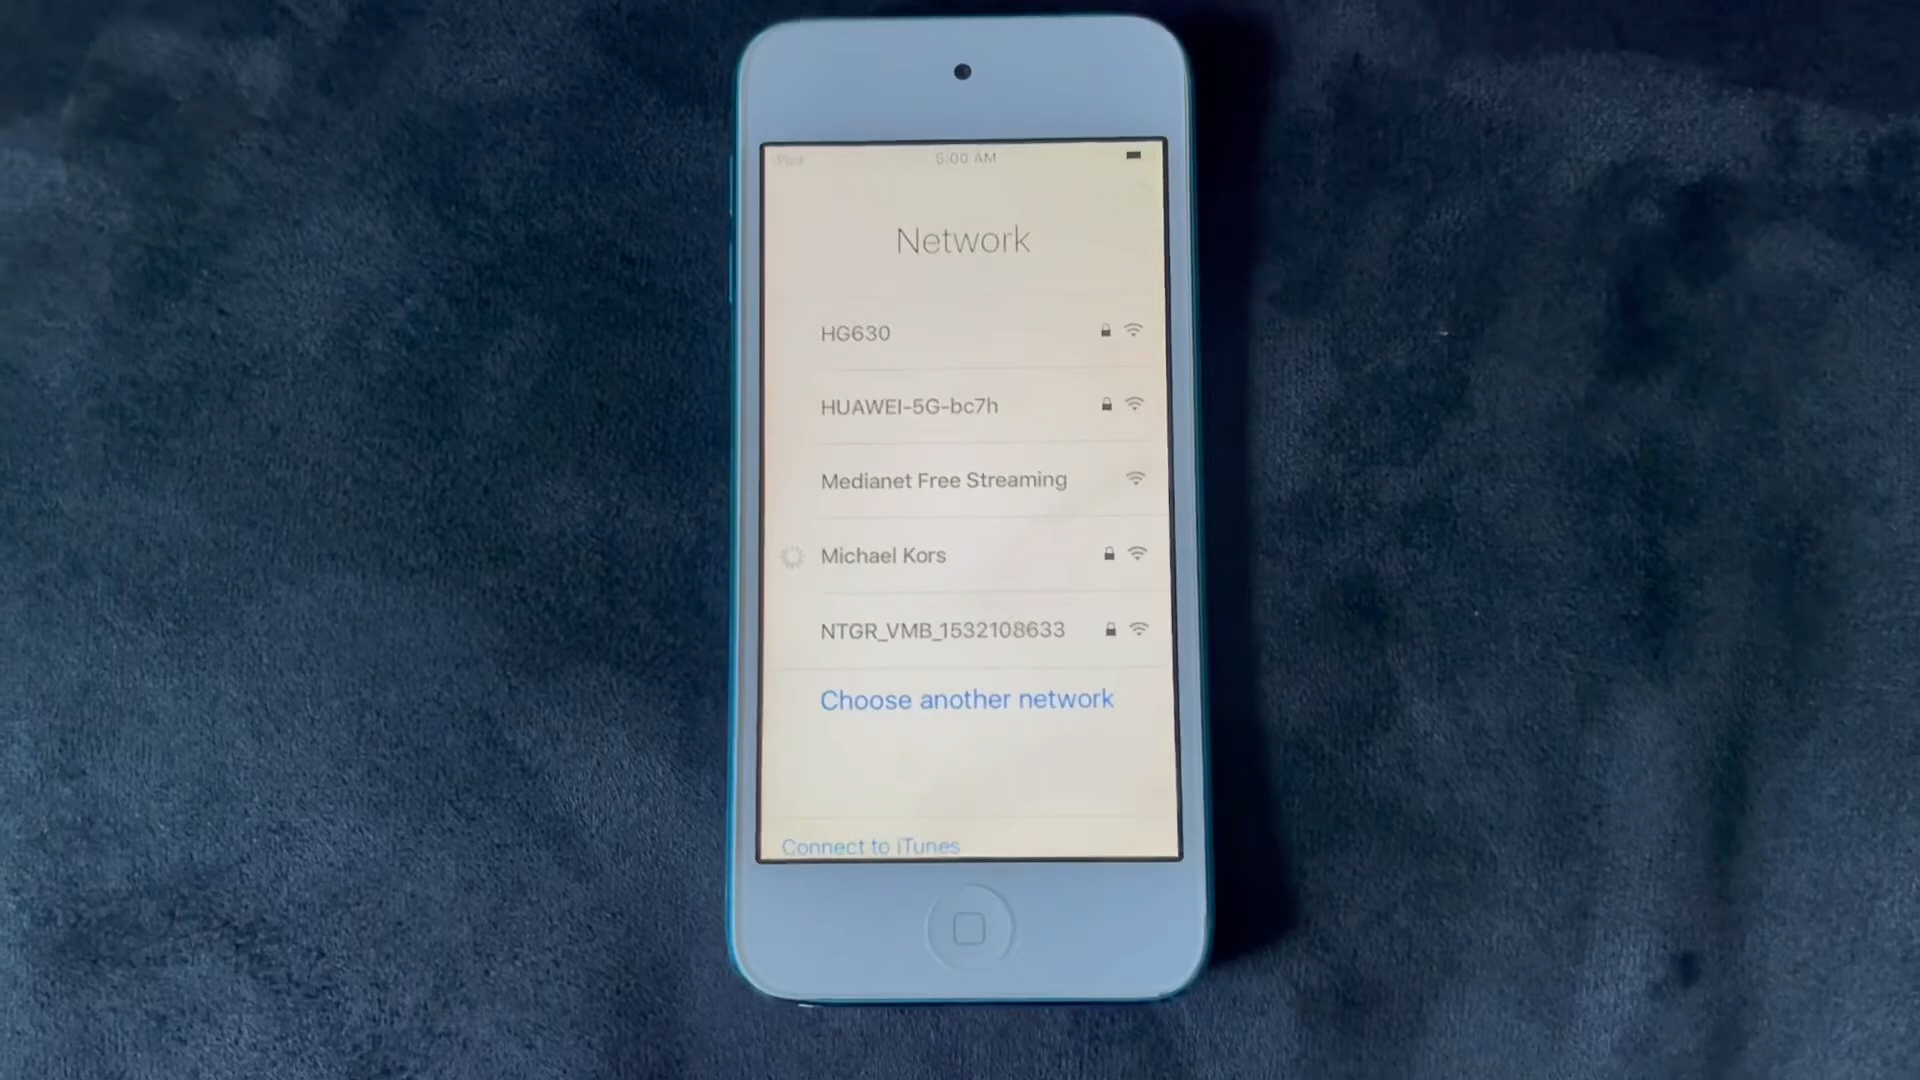 iPod
6:00 AM
Network
HG630
HUAWEI-5G-bc7h
Medianet Free Streaming
Michael Kors
NTGR_VMB_1532108633
Choose another network
Connect to iTunes